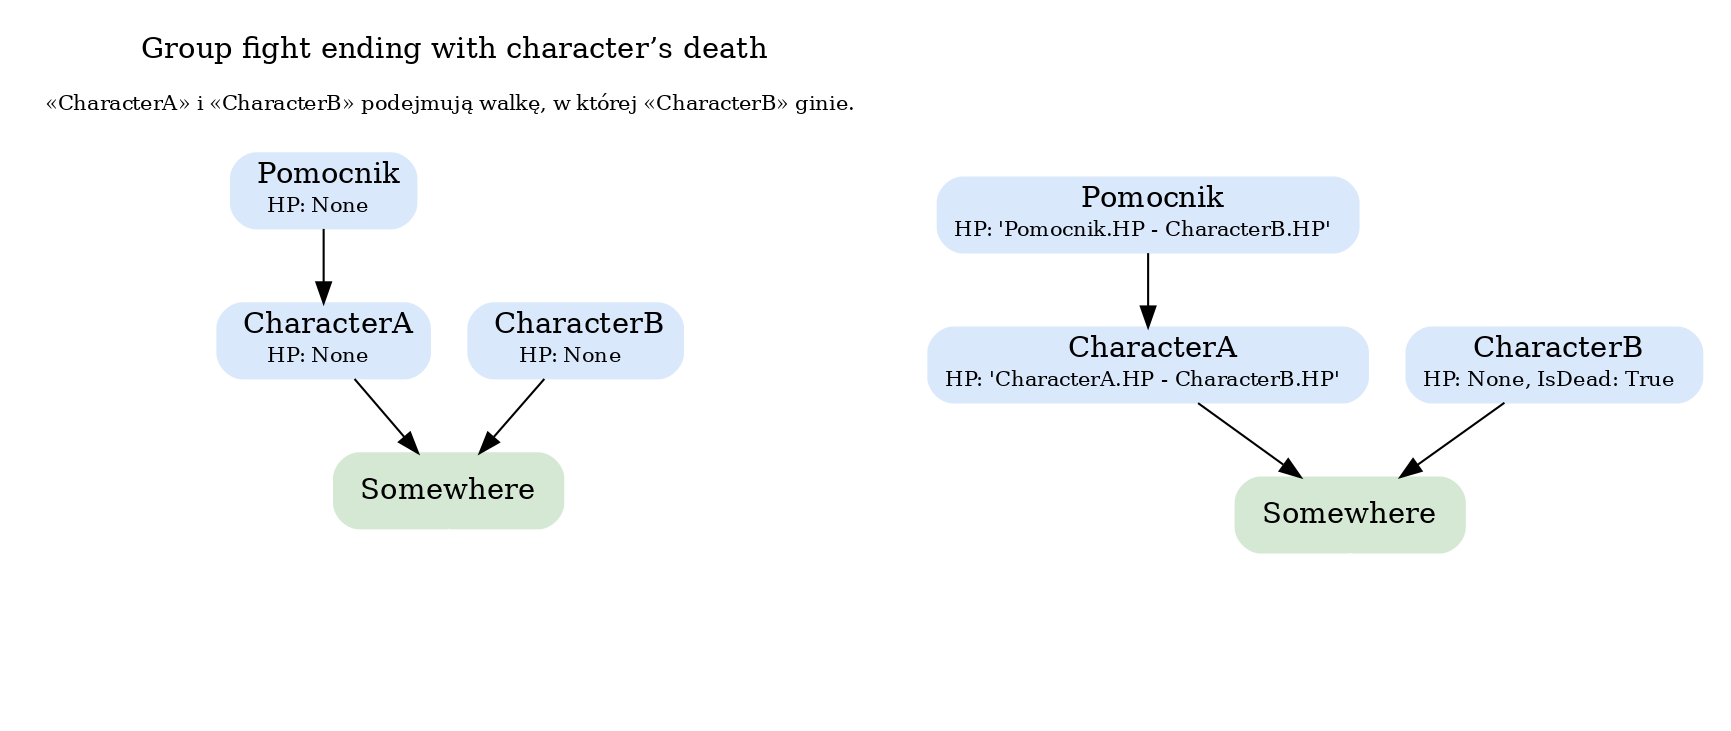 Group fight ending with character’s death
«CharacterA» i «CharacterB» podejmują walkę, w której «CharacterB» ginie.
Pomocnik
HP: None
CharacterA
HP: None
CharacterB
HP: None
Somewhere
Pomocnik
HP: 'Pomocnik.HP - CharacterB.HP'
CharacterA
HP: 'CharacterA.HP - CharacterB.HP'
CharacterB
HP: None, IsDead: True
Somewhere